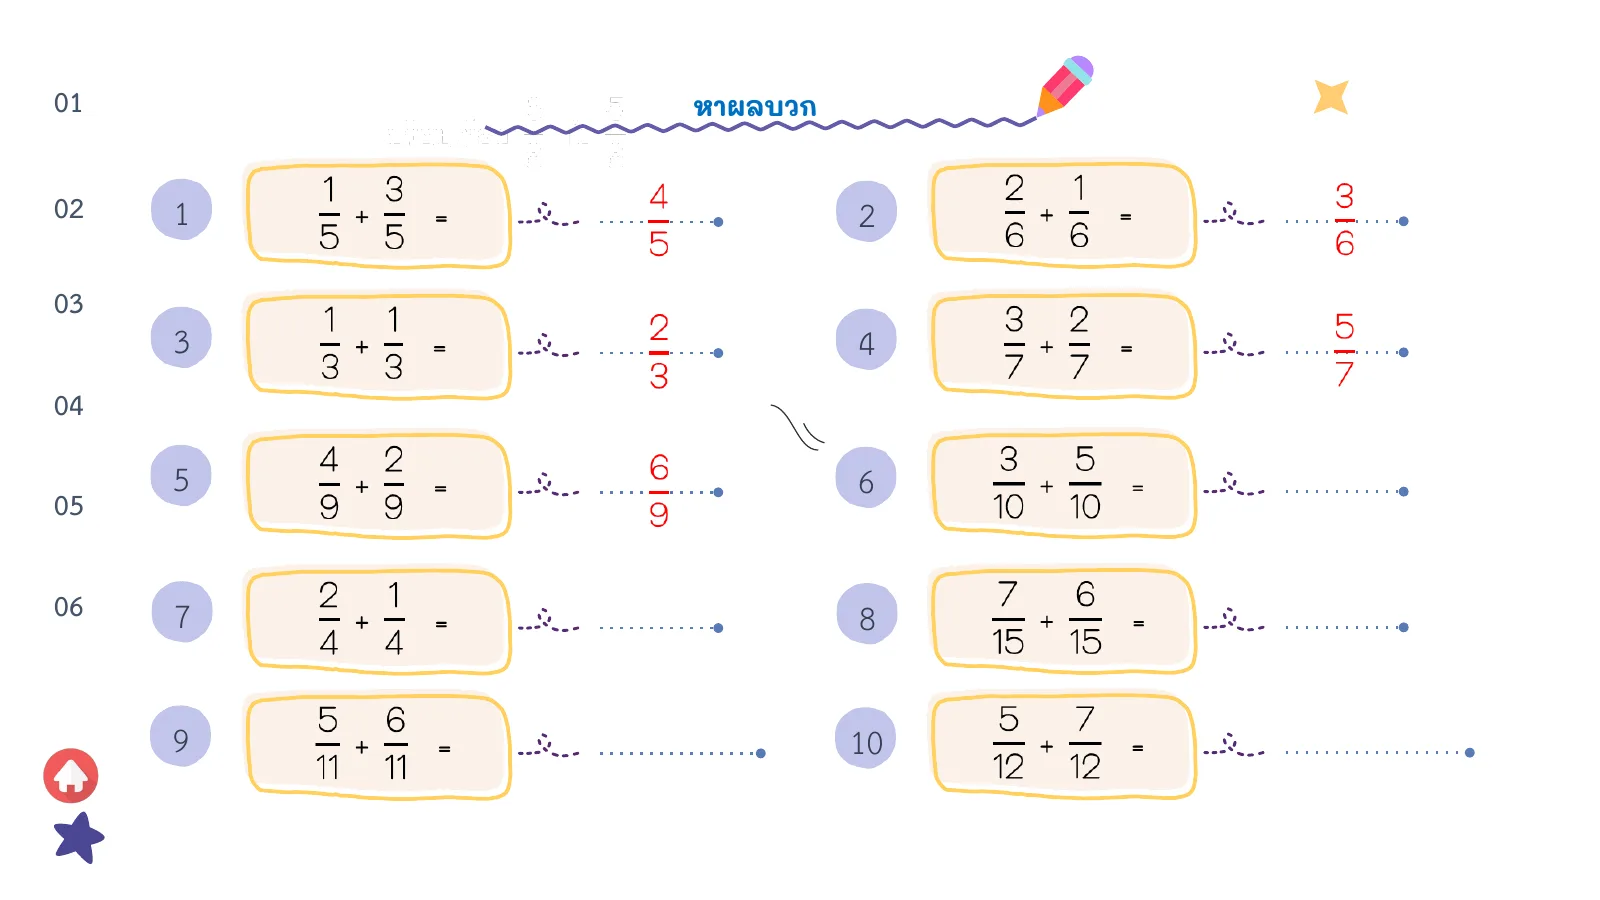 หาผลบวก
01
02
03
04
05
06
1
1/5 + 3/5 =
4/5
2
2/6 + 1/6 =
3/6
3
1/3 + 1/3 =
2/3
4
3/7 + 2/7 =
5/7
5
4/9 + 2/9 =
6/9
6
3/10 + 5/10 =
7
2/4 + 1/4 =
8
7/15 + 6/15 =
9
5/11 + 6/11 =
10
5/12 + 7/12 =